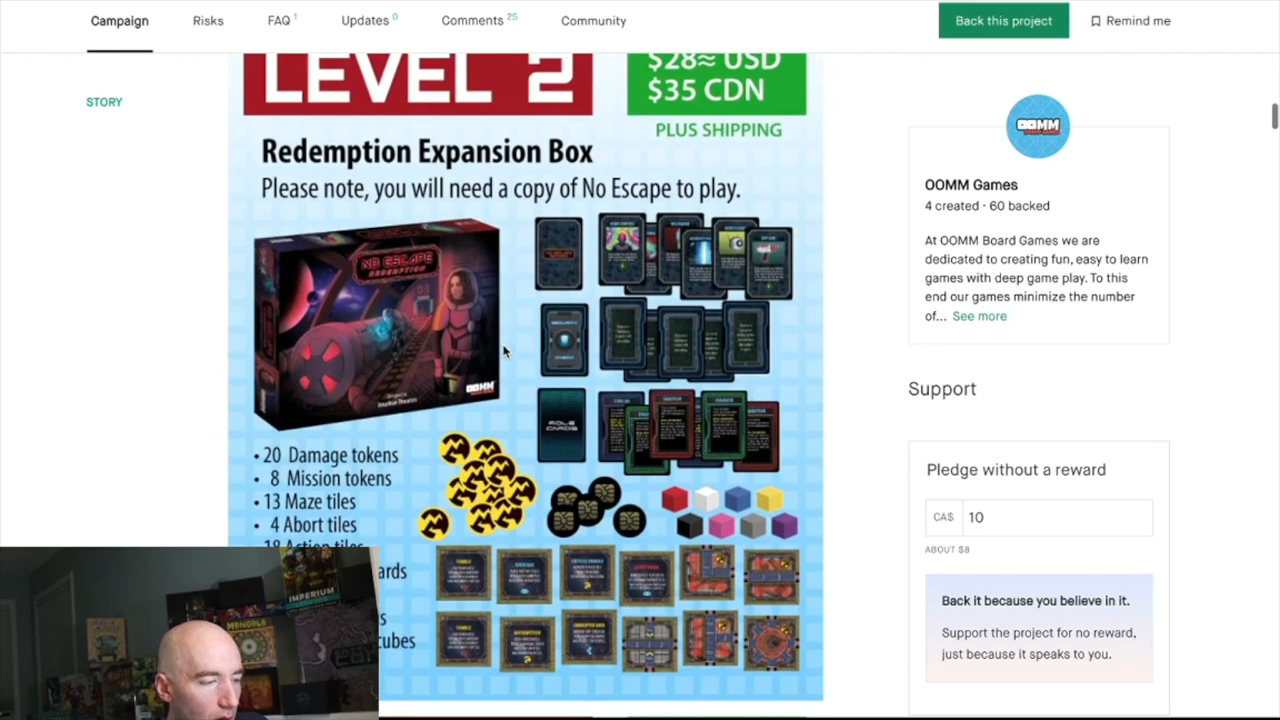 Campaign
Risks
FAQ 1
Updates 0
Comments 25
Community
Back this project
Remind me
STORY
LEVEL 2
$28≈ USD
$35 CDN
PLUS SHIPPING
Redemption Expansion Box
Please note, you will need a copy of No Escape to play.
NO ESCAPE
REDEMPTION
OOMM
ROLE
CARDS
• 20 Damage tokens
• 8 Mission tokens
• 13 Maze tiles
• 4 Abort tiles
18 Action tiles
ards
s
cubes
OOMM
OOMM Games
4 created · 60 backed
At OOMM Board Games we are
dedicated to creating fun, easy to learn
games with deep game play. To this
end our games minimize the number
of... See more
Support
Pledge without a reward
CA$ 10
ABOUT $8
Back it because you believe in it.
Support the project for no reward,
just because it speaks to you.
IMPERIUM